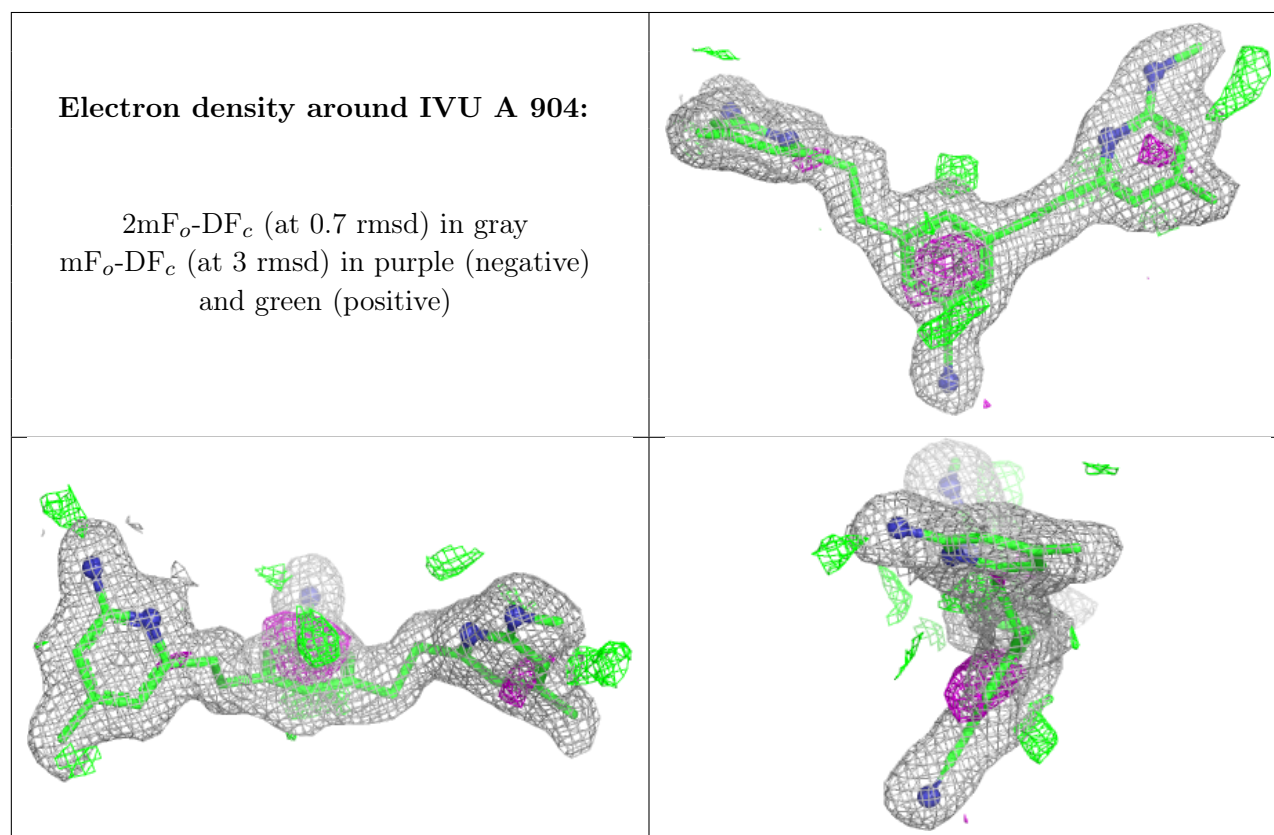 Electron density around IVU A 904:
2mFo-DFc (at 0.7 rmsd) in gray
mFo-DFc (at 3 rmsd) in purple (negative)
and green (positive)